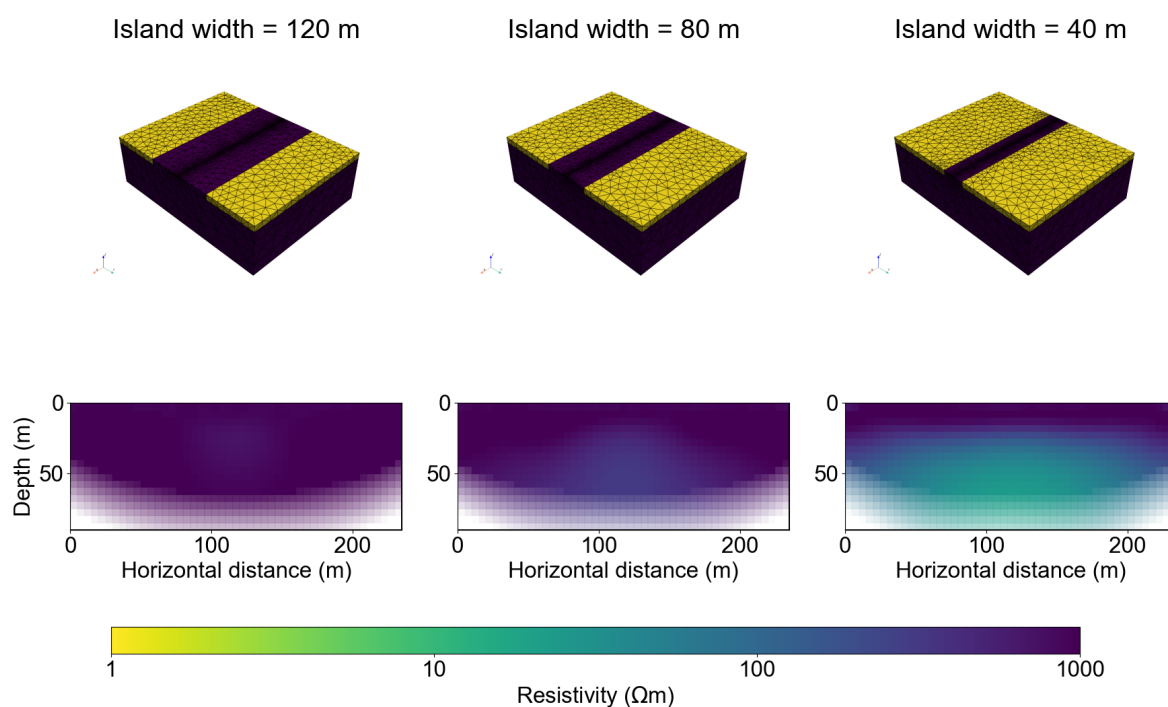 Island width = 120 m
Island width = 80 m
Island width = 40 m
0
50
Depth (m)
0
100
200
Horizontal distance (m)
0
50
0
100
200
Horizontal distance (m)
0
50
0
100
200
Horizontal distance (m)
1
10
100
1000
Resistivity (Ωm)